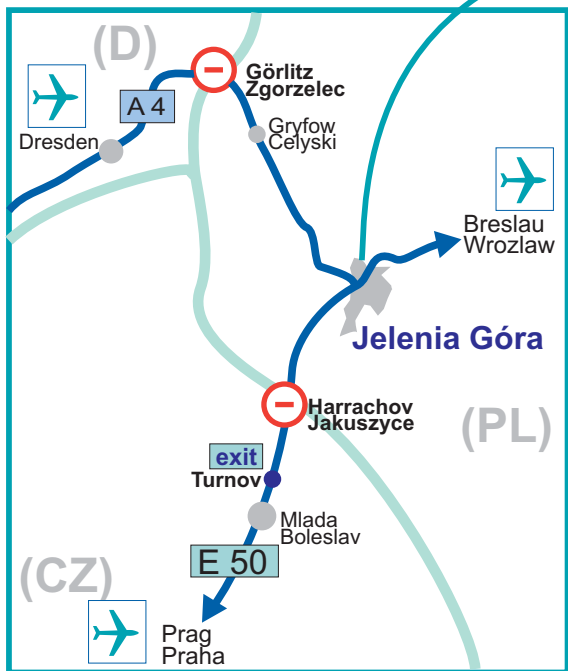 (D)
Görlitz
Zgorzelec
A 4
Dresden
Gryfow
Celyski
Breslau
Wrozlaw
Jelenia Góra
Harrachov
Jakuszyce
(PL)
exit
Turnov
Mlada
Boleslav
E 50
(CZ)
Prag
Praha